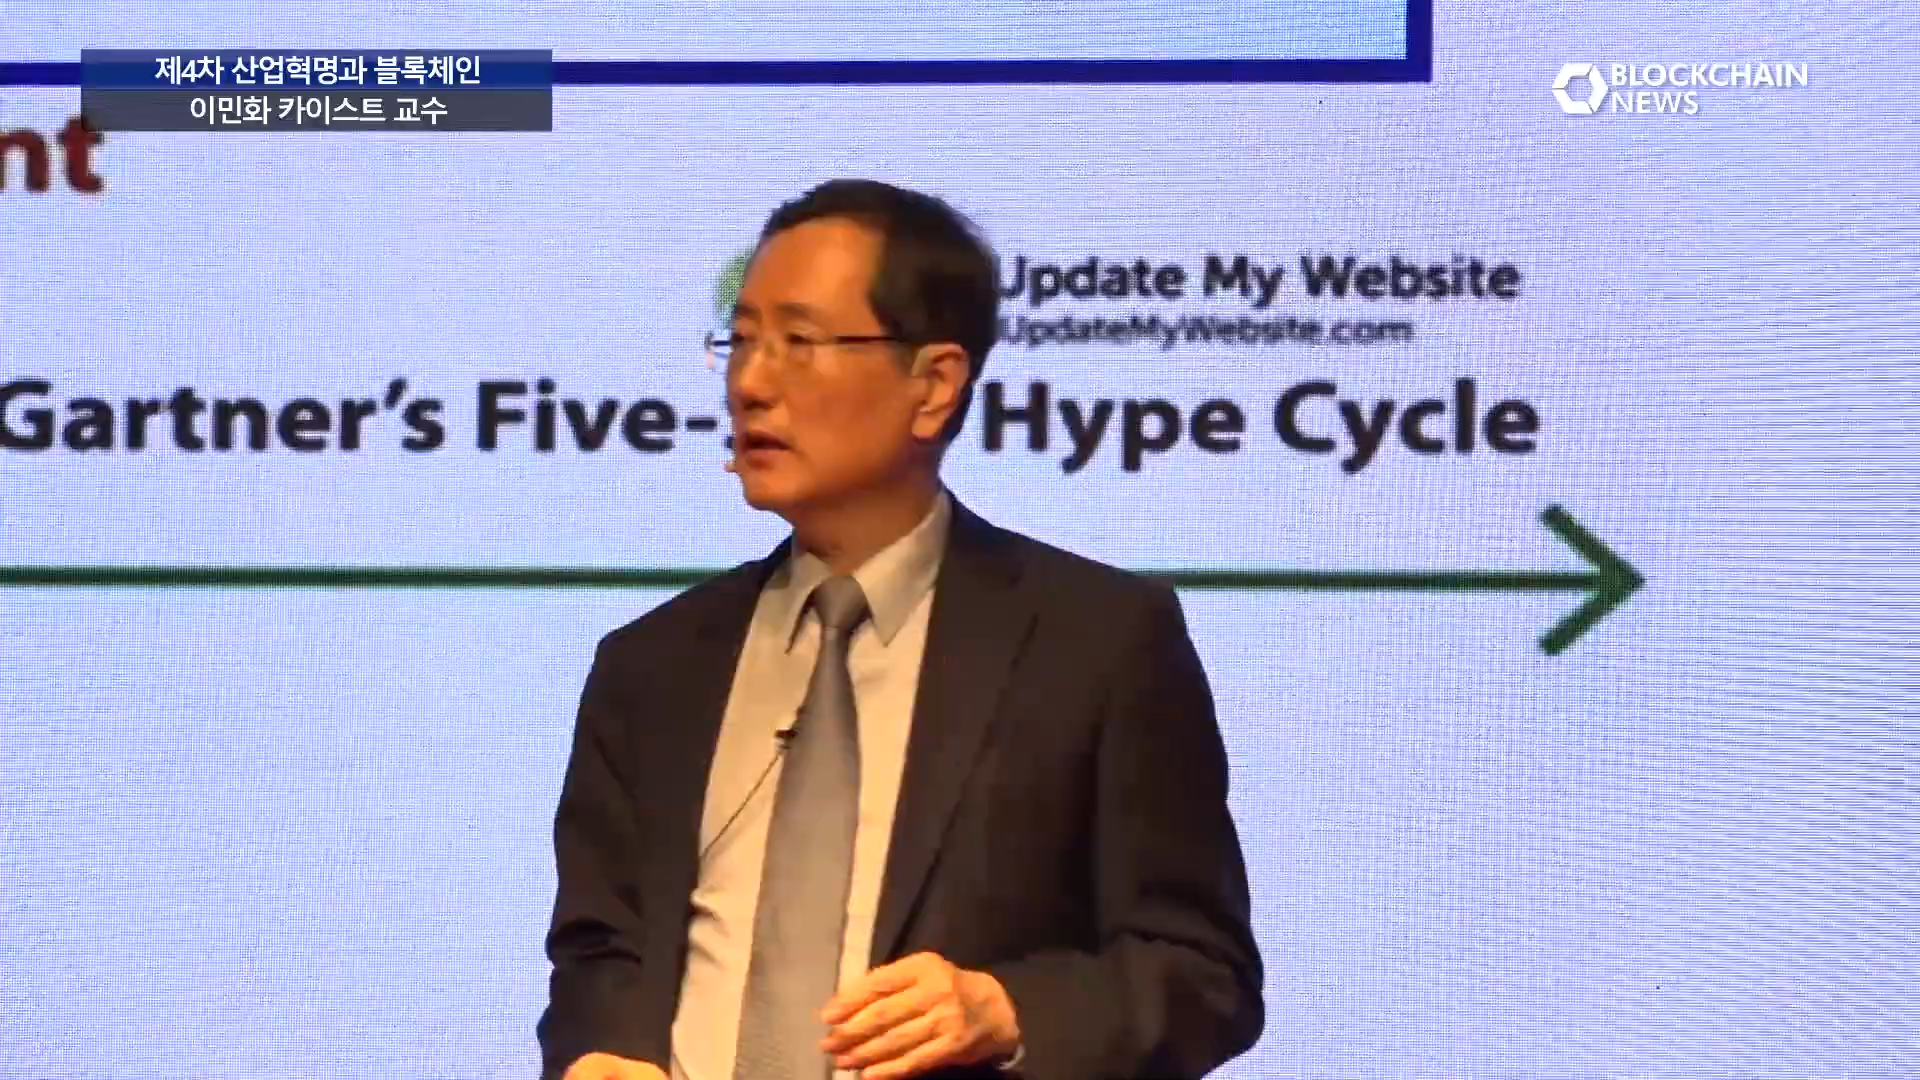 제4차 산업혁명과 블록체인
이민화 카이스트 교수
BLOCKCHAIN
NEWS
nt
Update My Website
UpdateMyWebsite.com
Gartner's Five- Hype Cycle